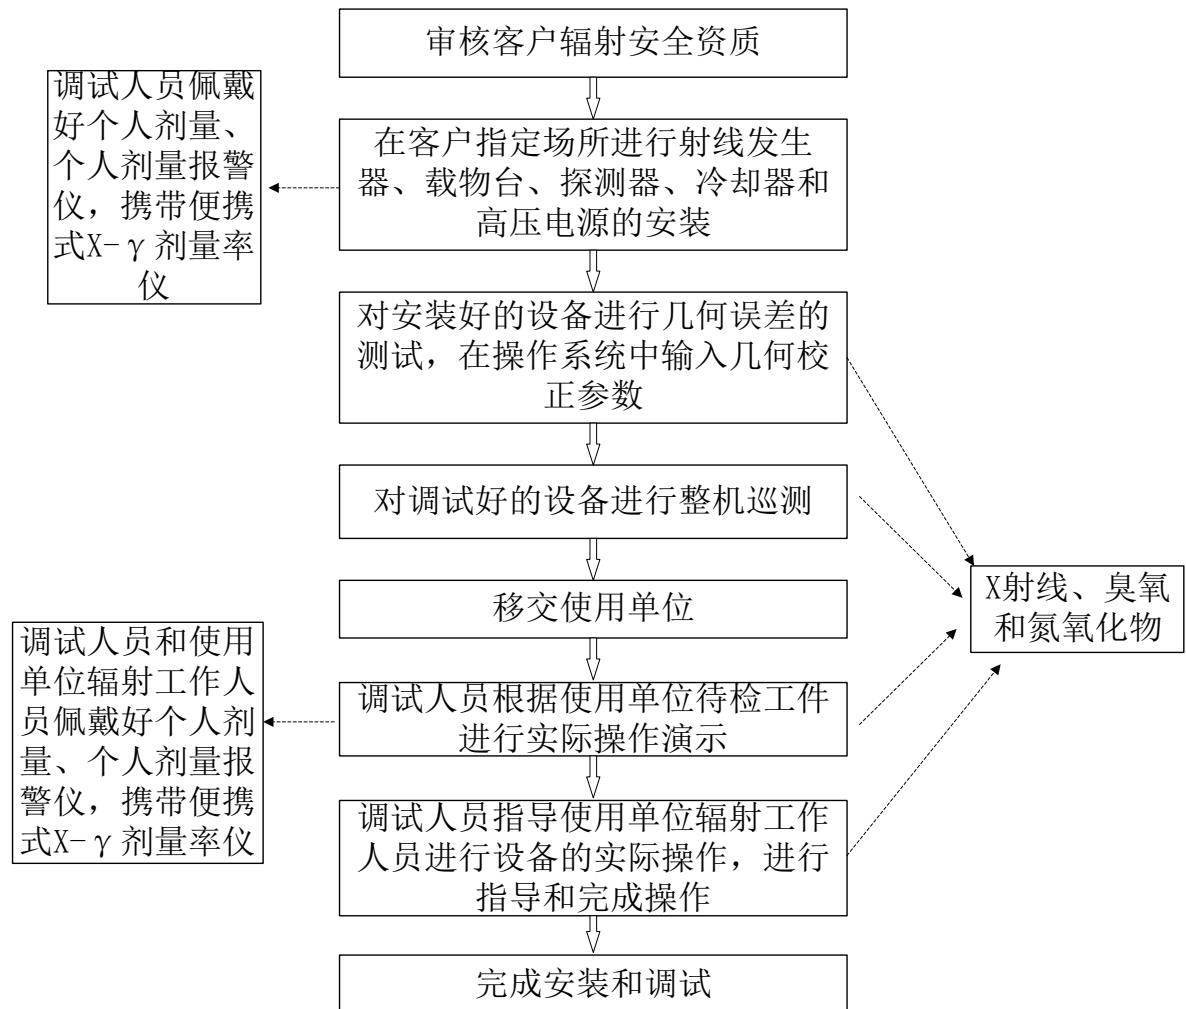 审核客户辐射安全资质
调试人员佩戴
好个人剂量、
个人剂量报警
仪，携带便携
式X-γ剂量率
仪
在客户指定场所进行射线发生
器、载物台、探测器、冷却器和
高压电源的安装
对安装好的设备进行几何误差的
测试，在操作系统中输入几何校
正参数
对调试好的设备进行整机巡测
移交使用单位
X射线、臭氧
和氮氧化物
调试人员和使用
单位辐射工作人
员佩戴好个人剂
量、个人剂量报
警仪，携带便携
式X-γ剂量率仪
调试人员根据使用单位待检工件
进行实际操作演示
调试人员指导使用单位辐射工作
人员进行设备的实际操作，进行
指导和完成操作
完成安装和调试